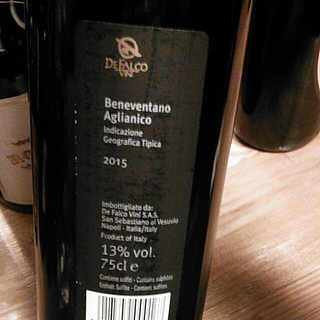 DEFALCO
VINI
Beneventano
Aglianico
Indicazione
Geografica Tipica
2015
Imbottigliato da:
De Falco Vini S.A.S.
San Sebastiano al Vesuvio
Napoli - Italia/Italy
Product of Italy
13% vol.
75cl e
Contiene solfiti - Contains sulphites
Enthält Sulfite - Contient sulfites